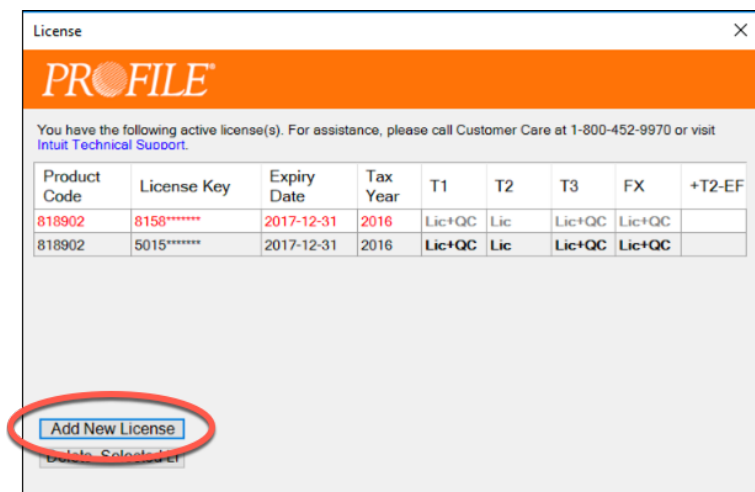 License
PROFILE®
You have the following active license(s). For assistance, please call Customer Care at 1-800-452-9970 or visit
Intuit Technical Support.
Product Code License Key Expiry Date Tax Year T1 T2 T3 FX +T2-EF
818902 8158******* 2017-12-31 2016 Lic+QC Lic Lic+QC Lic+QC
818902 5015******* 2017-12-31 2016 Lic+QC Lic Lic+QC Lic+QC
Add New License
Delete Selected Li